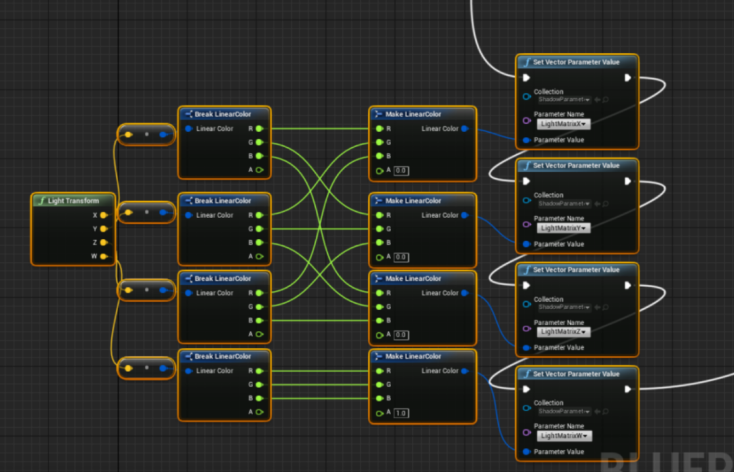 Set Vector Parameter Value
Collection
ShadowParamet
Parameter Name
LightMatrixX
Parameter Value
Break LinearColor
Linear Color R
G
B
A
Make LinearColor
R Linear Color
G
B
A 0.0
Set Vector Parameter Value
Collection
ShadowParamet
Parameter Name
LightMatrixY
Parameter Value
Light Transform
X
Y
Z
W
Break LinearColor
Linear Color R
G
B
A
Make LinearColor
R Linear Color
G
B
A 0.0
Set Vector Parameter Value
Collection
ShadowParamet
Parameter Name
LightMatrixZ
Parameter Value
Break LinearColor
Linear Color R
G
B
A
Make LinearColor
R Linear Color
G
B
A 0.0
Set Vector Parameter Value
Collection
ShadowParamet
Parameter Name
LightMatrixW
Parameter Value
Break LinearColor
Linear Color R
G
B
A
Make LinearColor
R Linear Color
G
B
A 1.0
BLUEP